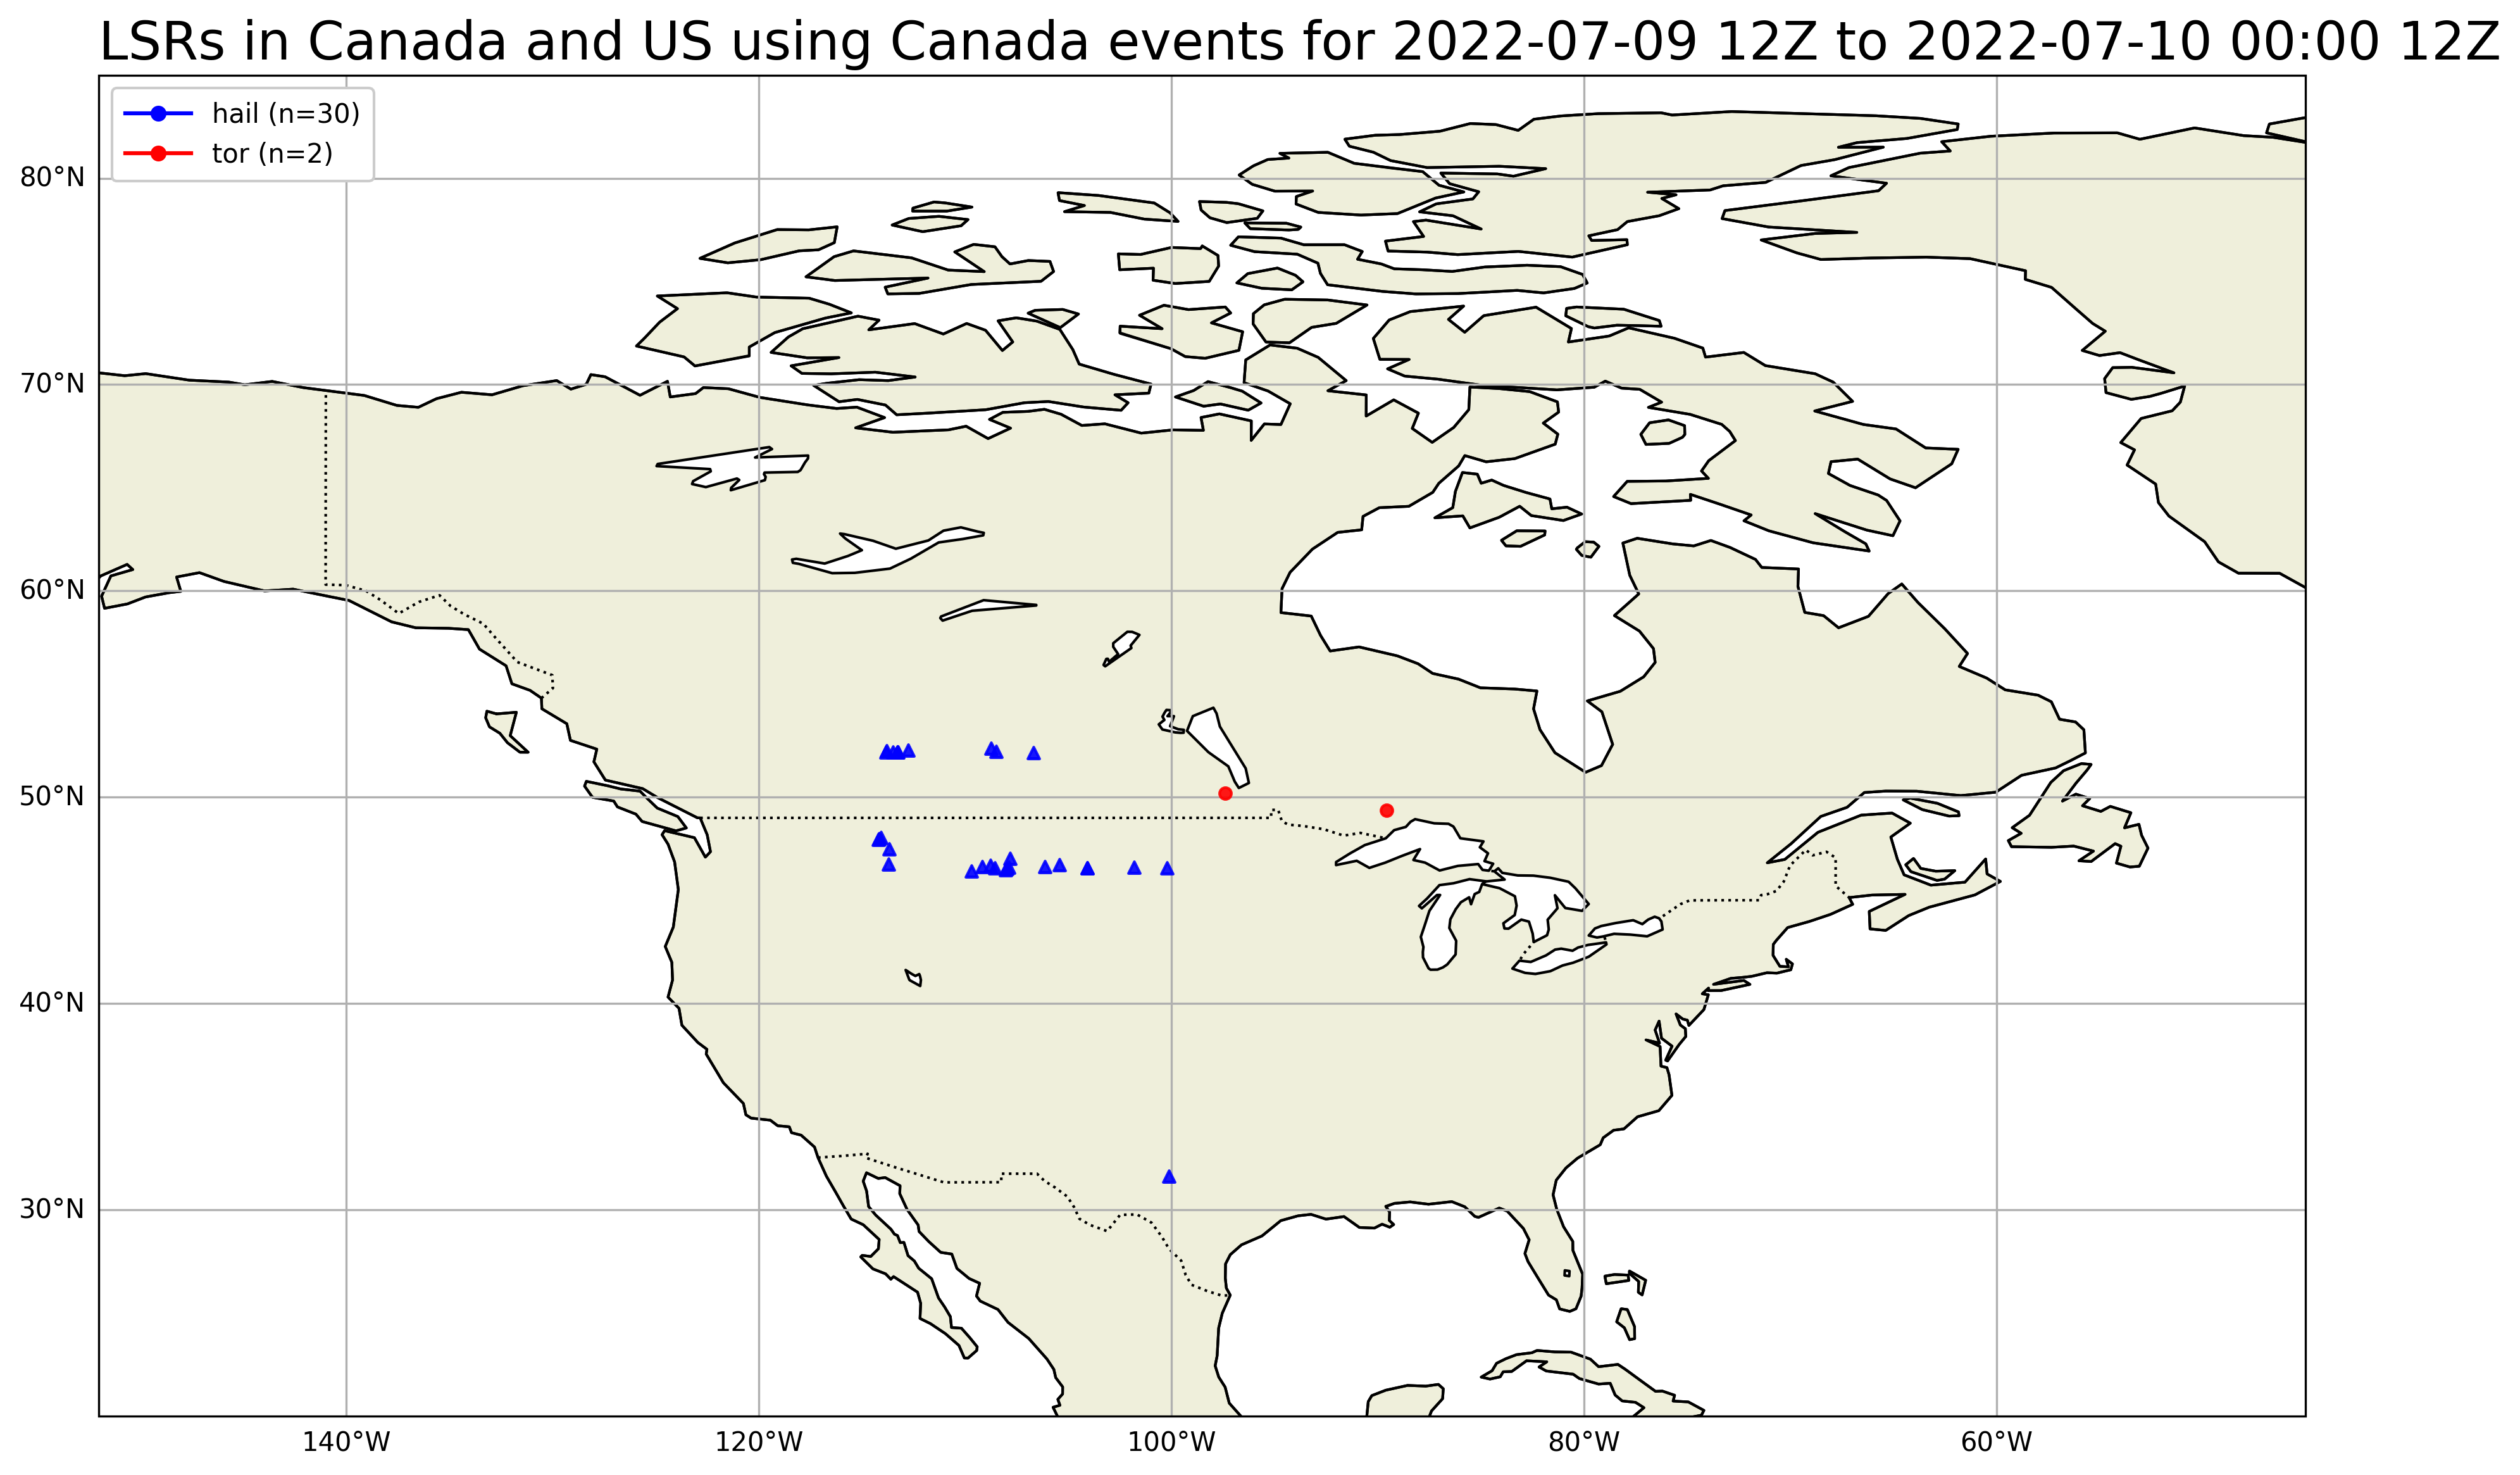 LSRs in Canada and US using Canada events for 2022-07-09 12Z to 2022-07-10 00:00 12Z
hail (n=30)
tor (n=2)
80°N
70°N
60°N
50°N
40°N
30°N
140°W
120°W
100°W
80°W
60°W